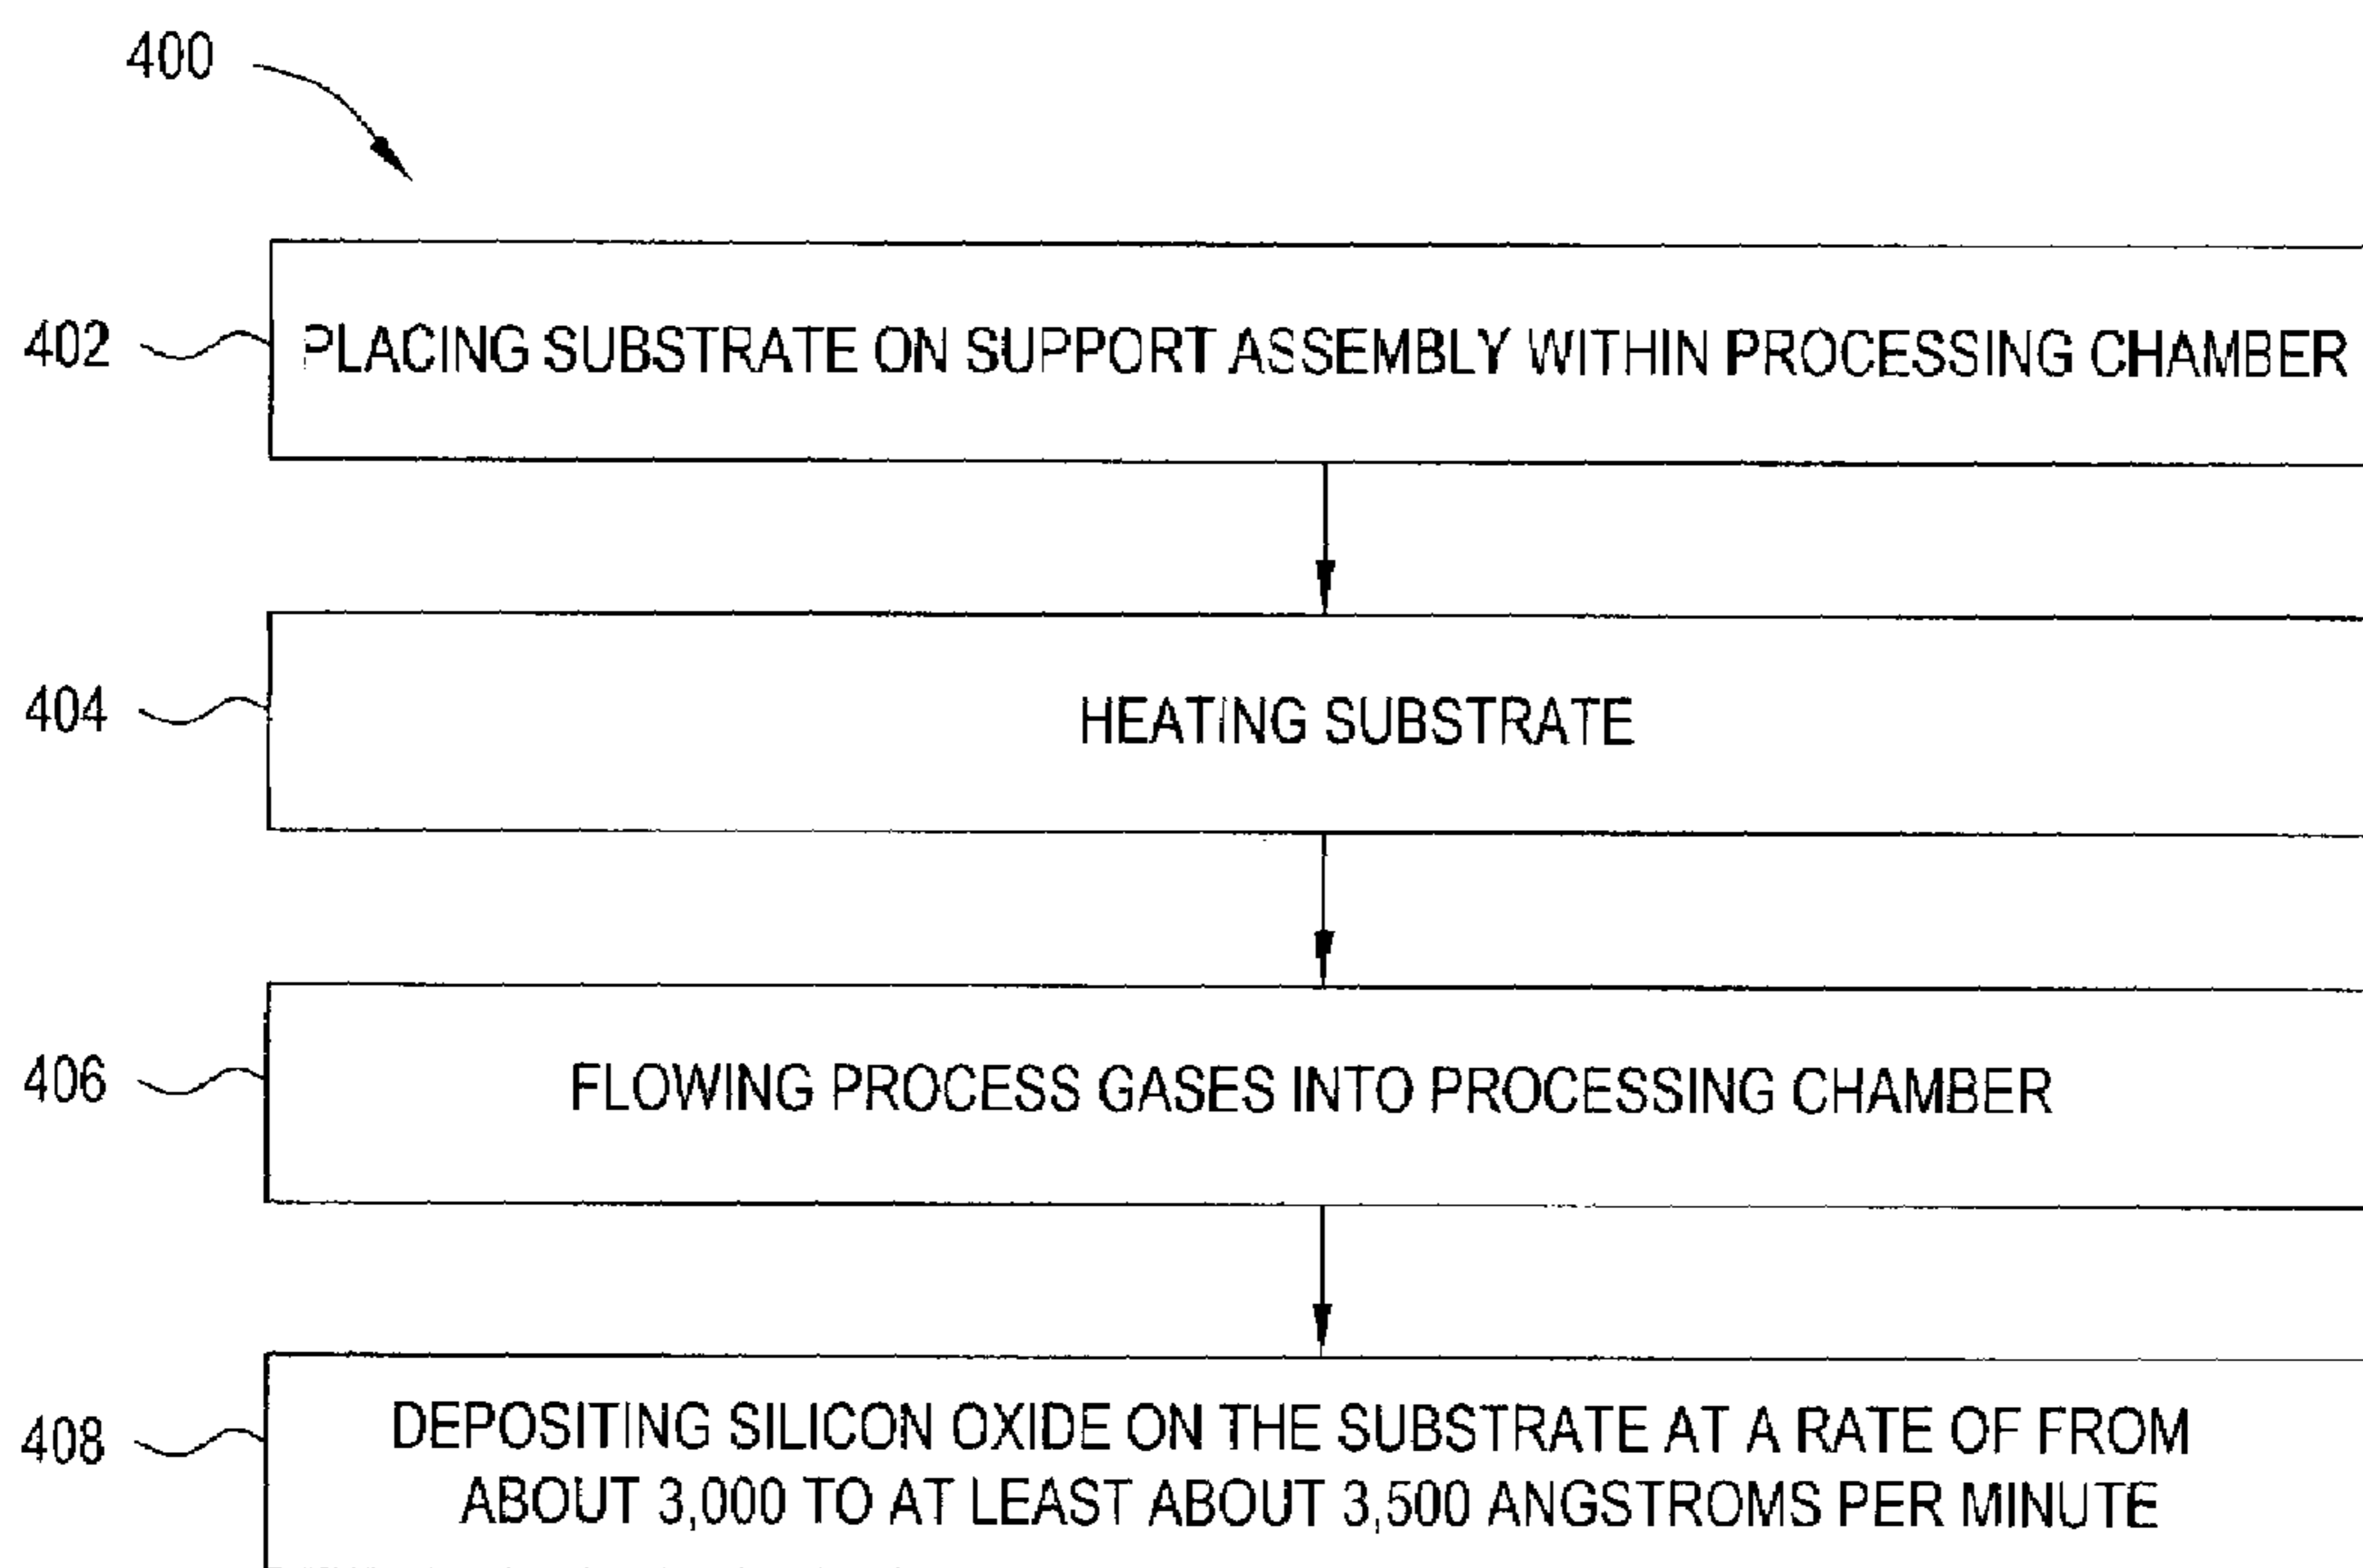 400
402
PLACING SUBSTRATE ON SUPPORT ASSEMBLY WITHIN PROCESSING CHAMBER
404
HEATING SUBSTRATE
406
FLOWING PROCESS GASES INTO PROCESSING CHAMBER
408
DEPOSITING SILICON OXIDE ON THE SUBSTRATE AT A RATE OF FROM
ABOUT 3,000 TO AT LEAST ABOUT 3,500 ANGSTROMS PER MINUTE